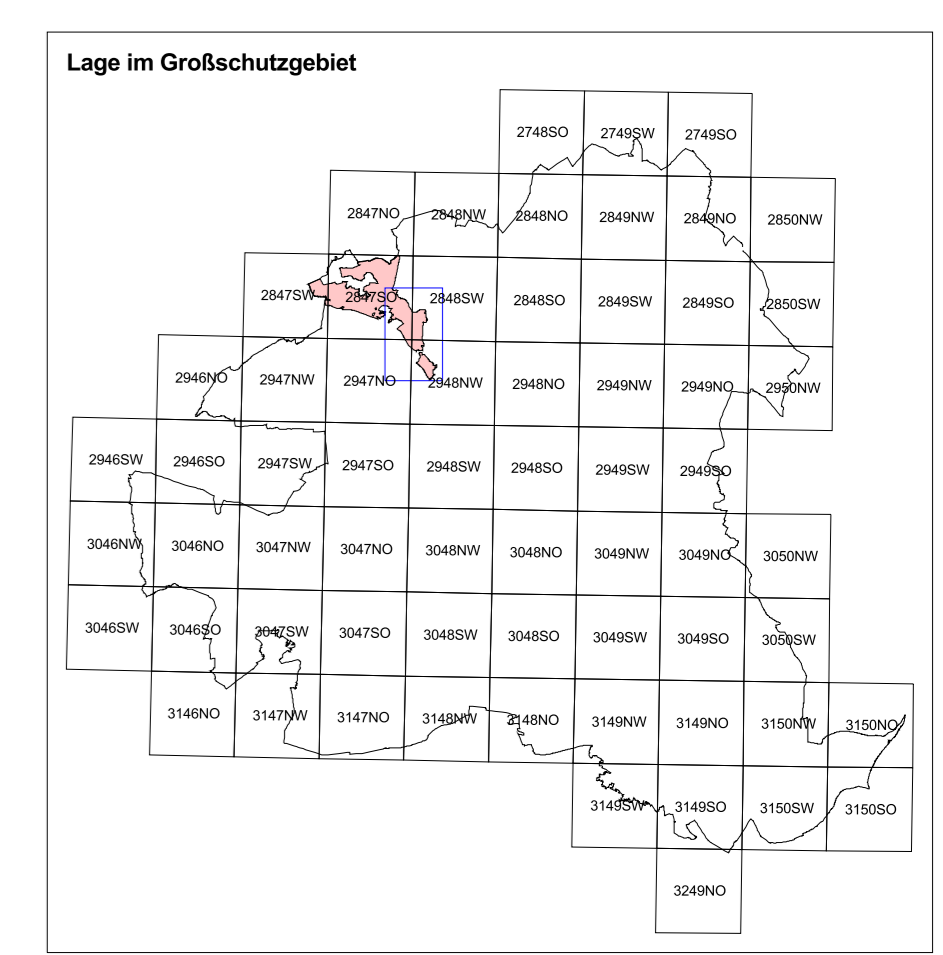 Lage im Großschutzgebiet
2748SO 2749SW 2749SO
2847NO 2848NW 2848NO 2849NW 2849NO 2850NW
2847SW 2847SO 2848SW 2848SO 2849SW 2849SO 2850SW
2946NO 2947NW 2947NO 2948NW 2948NO 2949NW 2949NO 2950NW
2946SW 2946SO 2947SW 2947SO 2948SW 2948SO 2949SW 2949SO
3046NW 3046NO 3047NW 3047NO 3048NW 3048NO 3049NW 3049NO 3050NW
3046SW 3046SO 3047SW 3047SO 3048SW 3048SO 3049SW 3049SO 3050SW
3146NO 3147NW 3147NO 3148NW 3148NO 3149NW 3149NO 3150NW 3150NO
3149SW 3149SO 3150SW 3150SO
3249NO